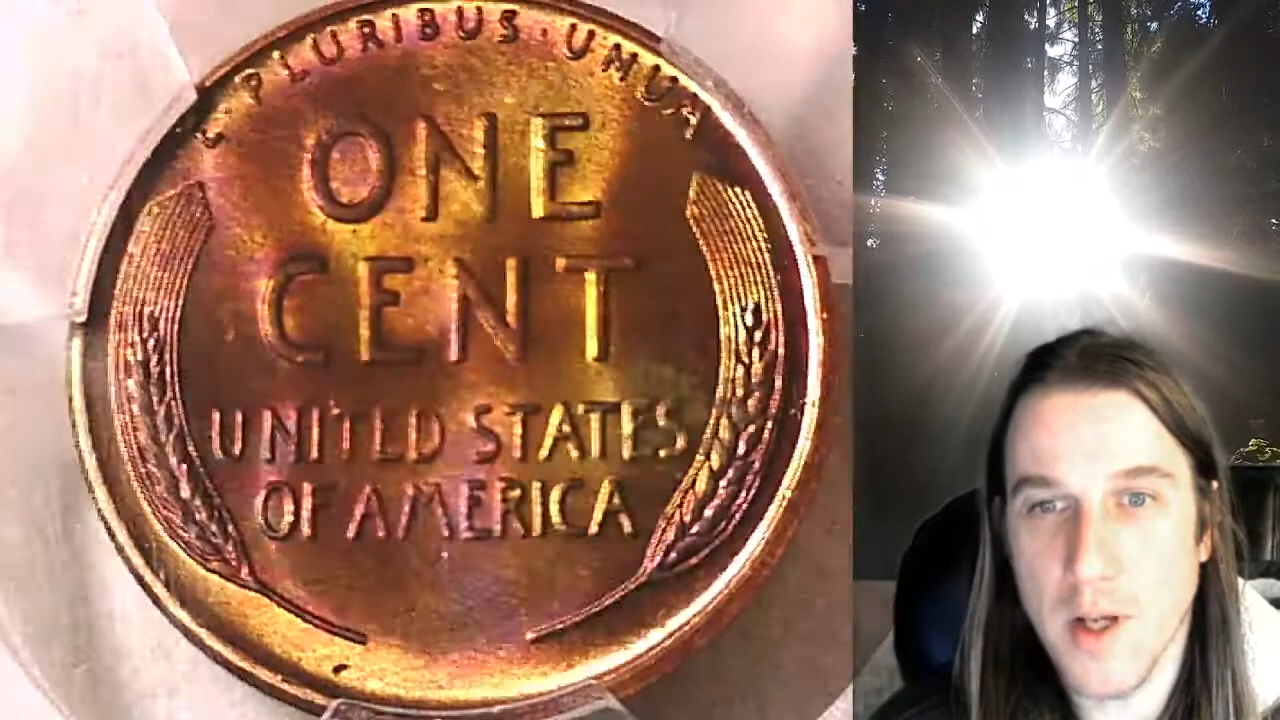 E PLURIBUS · UNUM
ONE
CENT
UNITED STATES
OF AMERICA